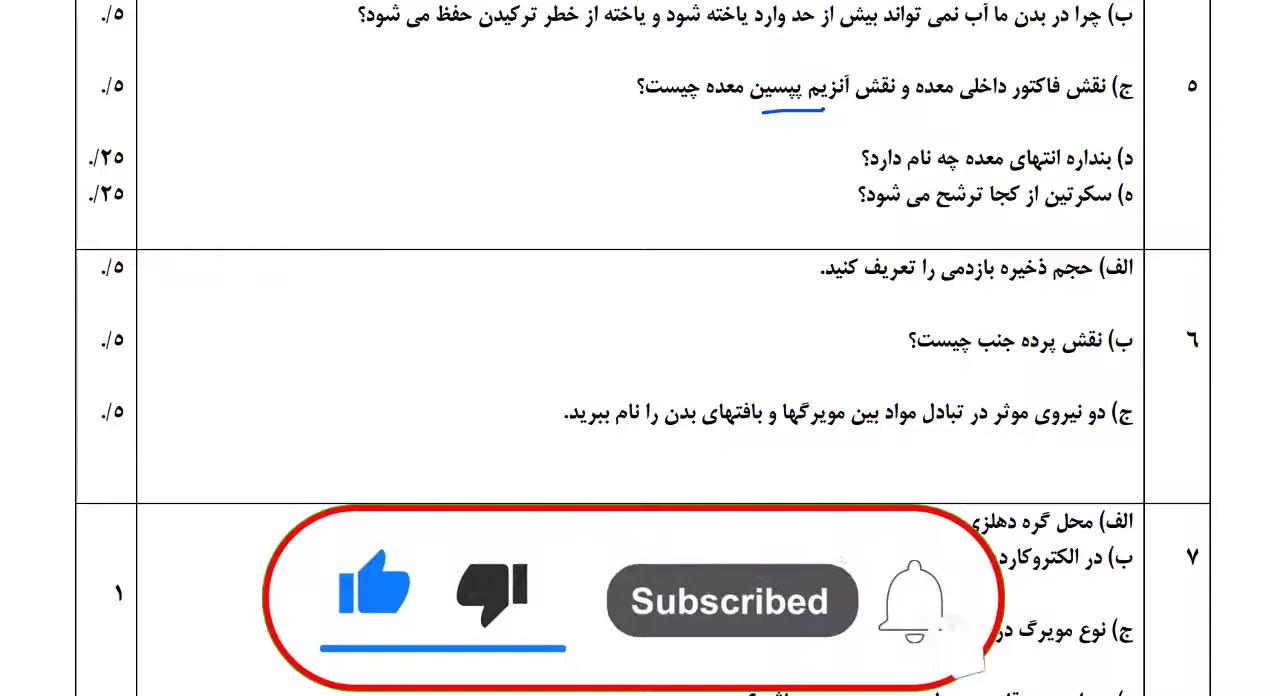 ب) چرا در بدن ما آب نمی تواند بیش از حد وارد یاخته شود و یاخته از خطر ترکیدن حفظ می شود؟ ۵/.
۵ ج) نقش فاکتور داخلی معده و نقش آنزیم پپسین معده چیست؟ ۵/.
د) بنداره انتهای معده چه نام دارد؟ ۲۵/.
ه) سکرتین از کجا ترشح می شود؟ ۲۵/.
الف) حجم ذخیره بازدمی را تعریف کنید. ۵/.
۶ ب) نقش پرده جنب چیست؟ ۵/.
ج) دو نیروی موثر در تبادل مواد بین مویرگها و بافتهای بدن را نام ببرید. ۵/.
الف) محل گره دهلزی
۷ ب) در الکتروکارد
۱
Subscribed
ج) نوع مویرگ در